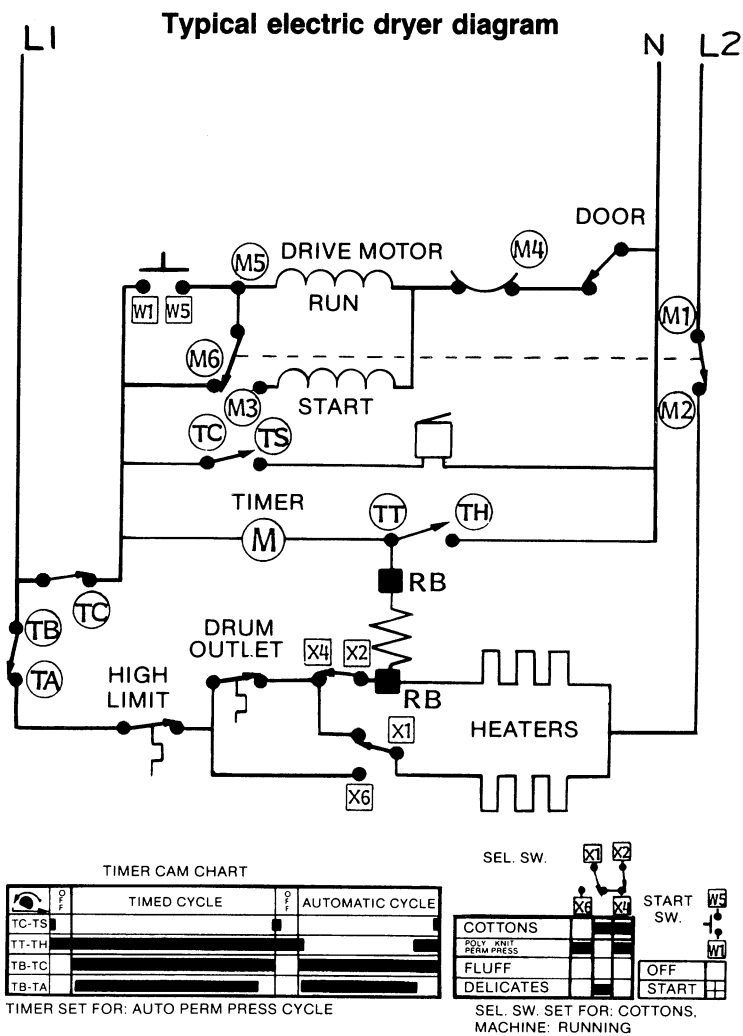 Typical electric dryer diagram
L1
N L2
DOOR
DRIVE MOTOR
M4
M5
RUN
W1 W5
M1
M6
M3
START
M2
TC TS
TIMER
M
TT
TH
RB
TC
TB
DRUM
OUTLET
X4 X2
TA
HIGH
LIMIT
RB
X1
HEATERS
X6
TIMER CAM CHART
OFF
TIMED CYCLE
OFF
AUTOMATIC CYCLE
TC-TS
TT-TH
TB-TC
TB-TA
TIMER SET FOR: AUTO PERM PRESS CYCLE
SEL. SW.
X1 X2
X6 X4
COTTONS
POLY KNIT
PERM PRESS
FLUFF
DELICATES
START
SW.
W5
W1
OFF
START
SEL. SW. SET FOR: COTTONS,
MACHINE: RUNNING